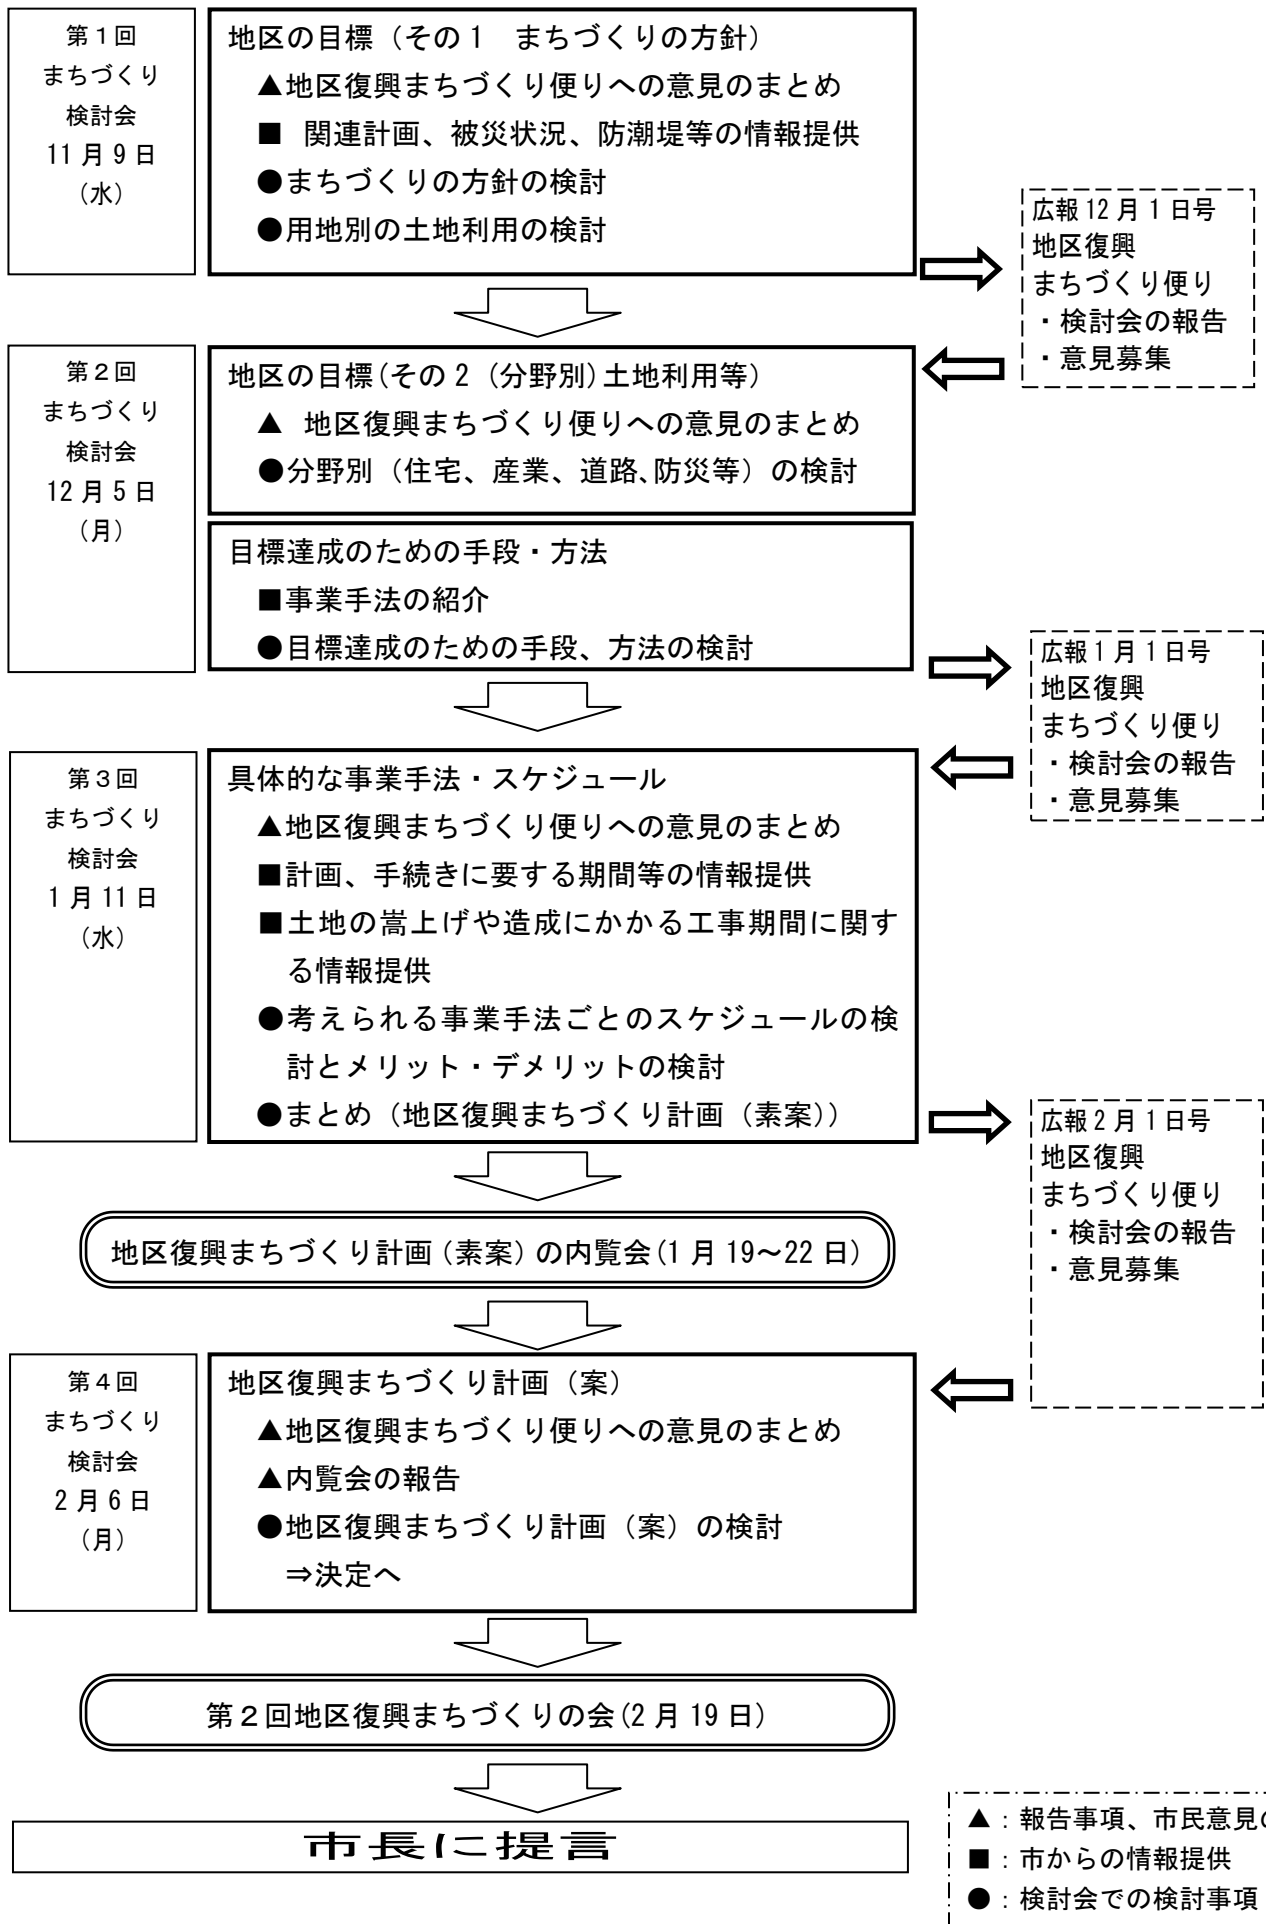 第１回
まちづくり
検討会
11 月 9 日
（水）
地区の目標（その 1　まちづくりの方針）
▲地区復興まちづくり便りへの意見のまとめ
■　関連計画、被災状況、防潮堤等の情報提供
●まちづくりの方針の検討
●用地別の土地利用の検討
広報 12 月 1 日号
地区復興
まちづくり便り
・検討会の報告
・意見募集
第２回
まちづくり
検討会
12 月 5 日
（月）
地区の目標（その 2（分野別）土地利用等）
▲　地区復興まちづくり便りへの意見のまとめ
●分野別（住宅、産業、道路、防災等）の検討
目標達成のための手段・方法
■事業手法の紹介
●目標達成のための手段、方法の検討
広報 1 月 1 日号
地区復興
まちづくり便り
・検討会の報告
・意見募集
第３回
まちづくり
検討会
1 月 11 日
（水）
具体的な事業手法・スケジュール
▲地区復興まちづくり便りへの意見のまとめ
■計画、手続きに要する期間等の情報提供
■土地の嵩上げや造成にかかる工事期間に関す
る情報提供
●考えられる事業手法ごとのスケジュールの検
討とメリット・デメリットの検討
●まとめ（地区復興まちづくり計画（素案））
広報 2 月 1 日号
地区復興
まちづくり便り
・検討会の報告
・意見募集
地区復興まちづくり計画（素案）の内覧会（1 月 19～22 日）
第４回
まちづくり
検討会
2 月 6 日
（月）
地区復興まちづくり計画（案）
▲地区復興まちづくり便りへの意見のまとめ
▲内覧会の報告
●地区復興まちづくり計画（案）の検討
⇒決定へ
第２回地区復興まちづくりの会（2 月 19 日）
市長に提言
▲：報告事項、市民意見の
■：市からの情報提供
●：検討会での検討事項